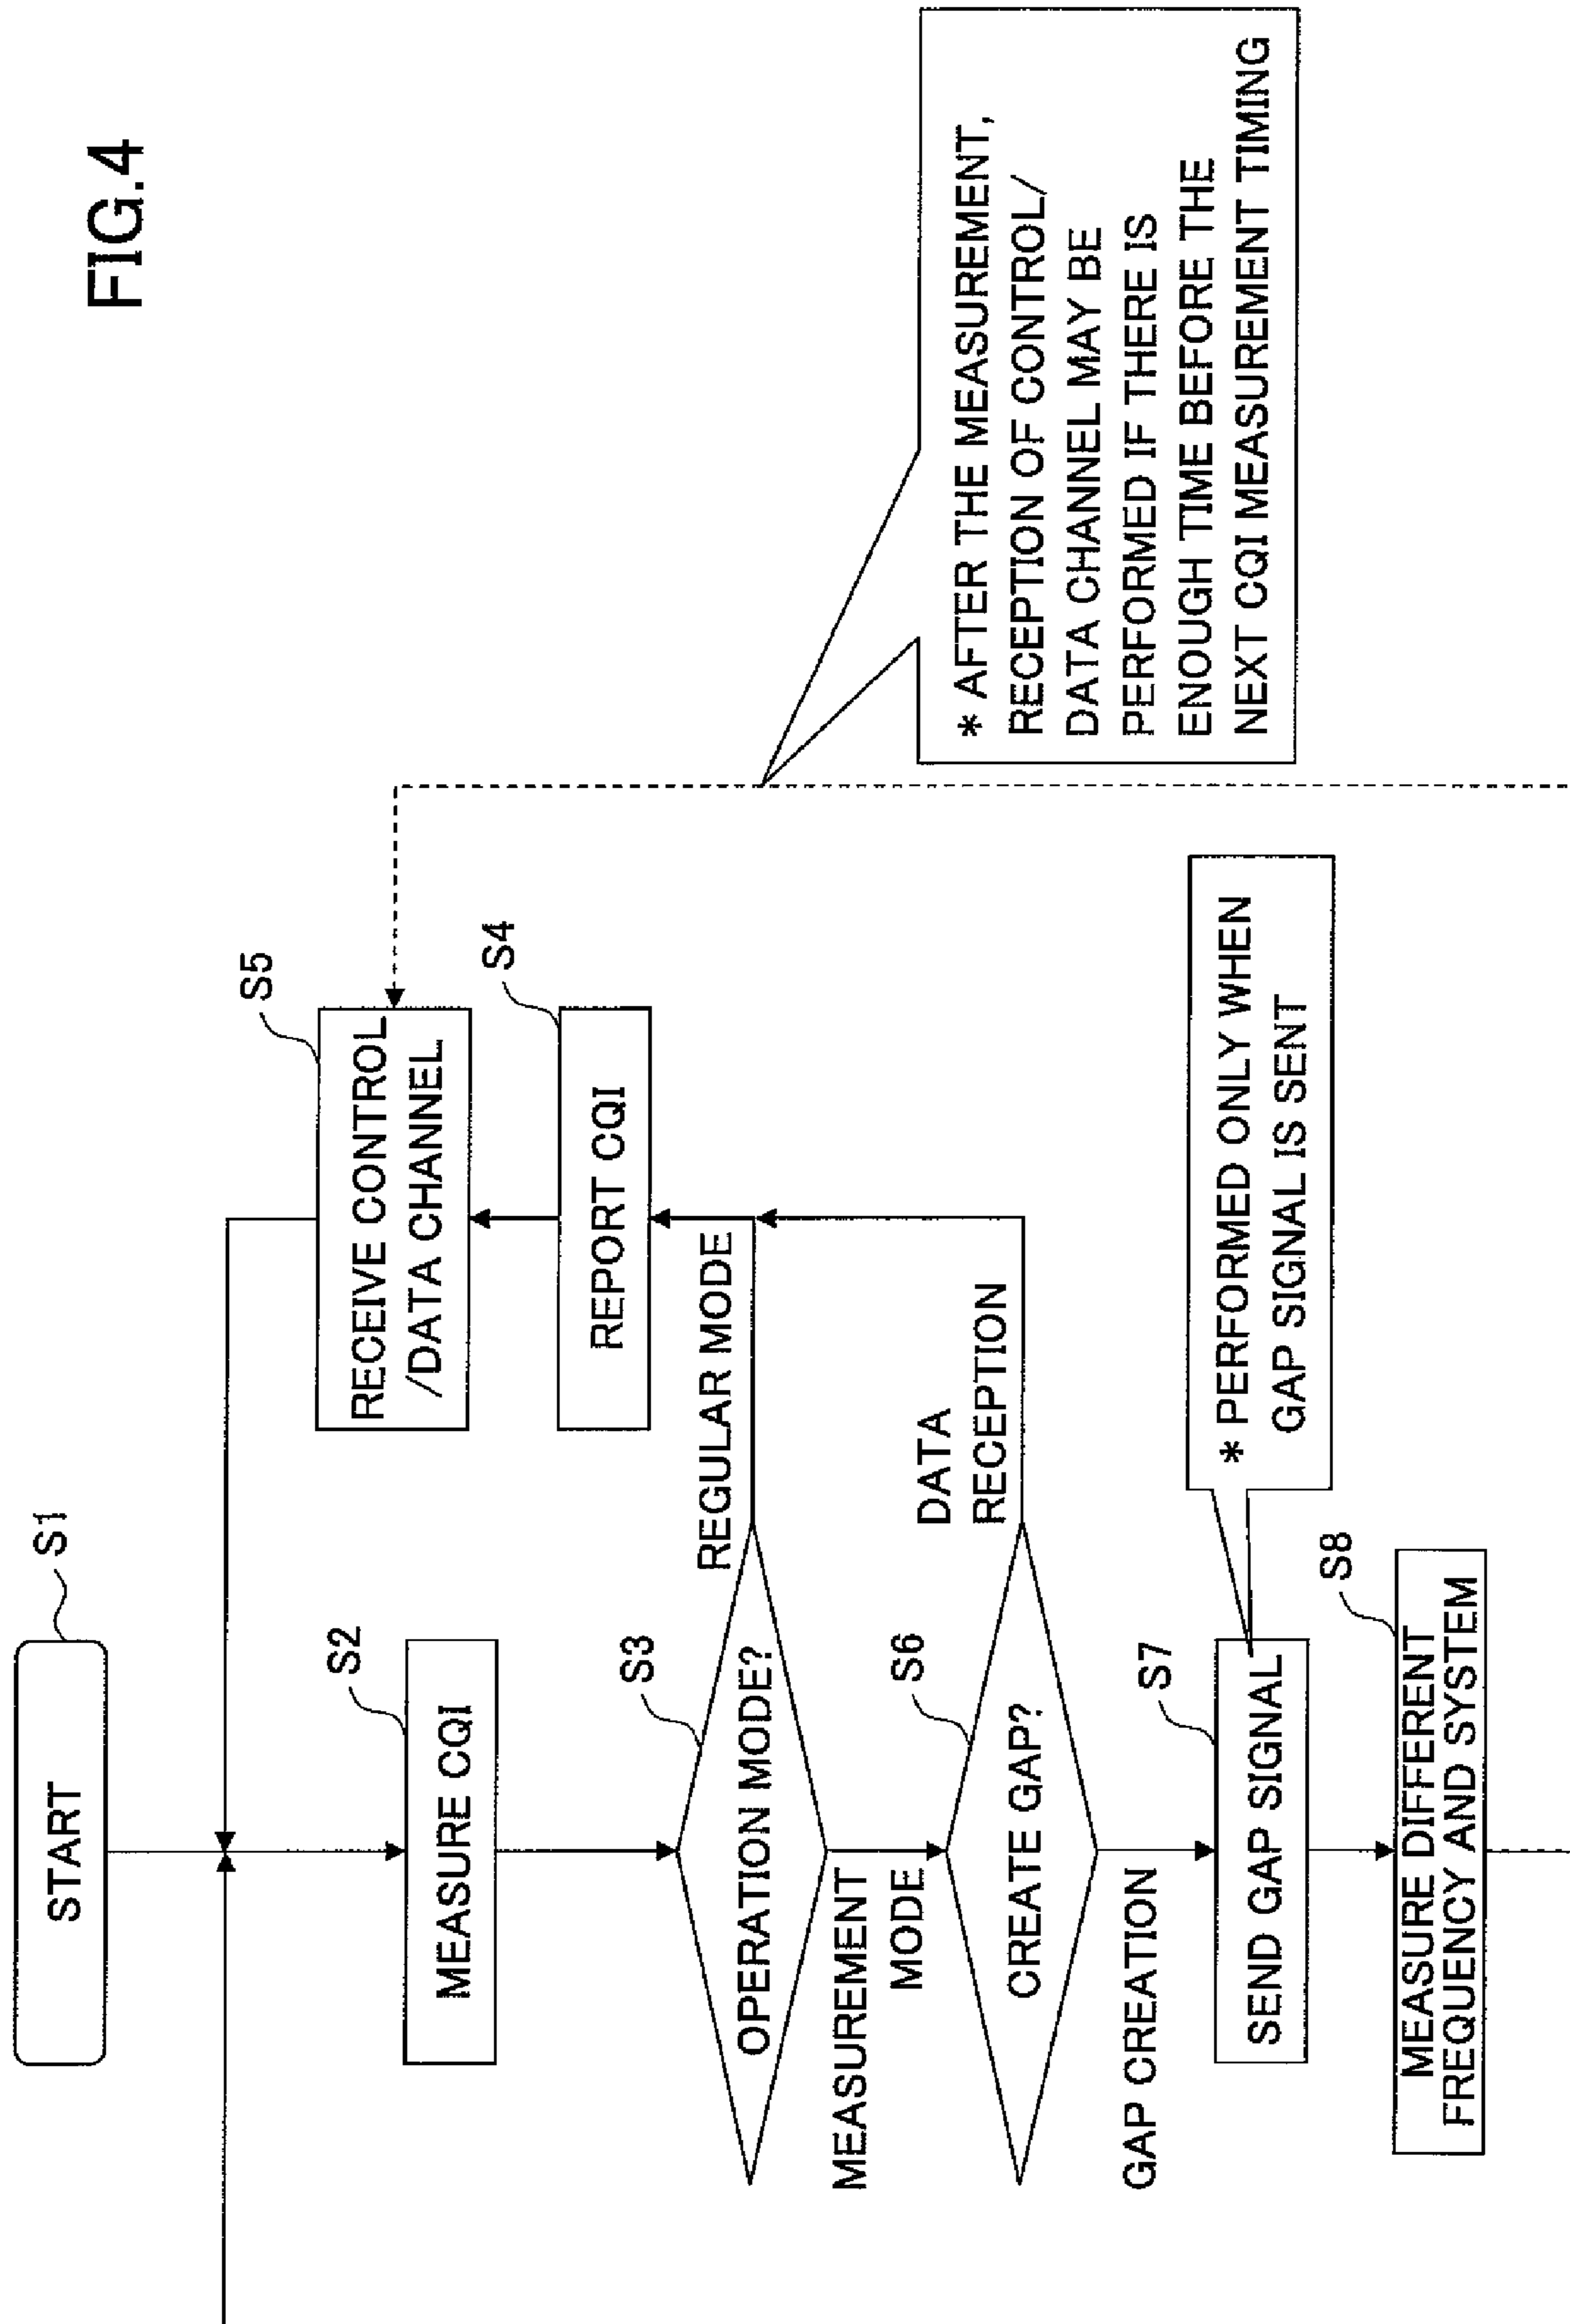 FIG.4
START
S1
MEASURE CQI
S2
OPERATION MODE?
S3
REGULAR MODE
MEASUREMENT
MODE
REPORT CQI
S4
RECEIVE CONTROL
/DATA CHANNEL
S5
CREATE GAP?
S6
DATA
RECEPTION
GAP CREATION
SEND GAP SIGNAL
S7
* PERFORMED ONLY WHEN
GAP SIGNAL IS SENT
MEASURE DIFFERENT
FREQUENCY AND SYSTEM
S8
* AFTER THE MEASUREMENT,
RECEPTION OF CONTROL/
DATA CHANNEL MAY BE
PERFORMED IF THERE IS
ENOUGH TIME BEFORE THE
NEXT CQI MEASUREMENT TIMING